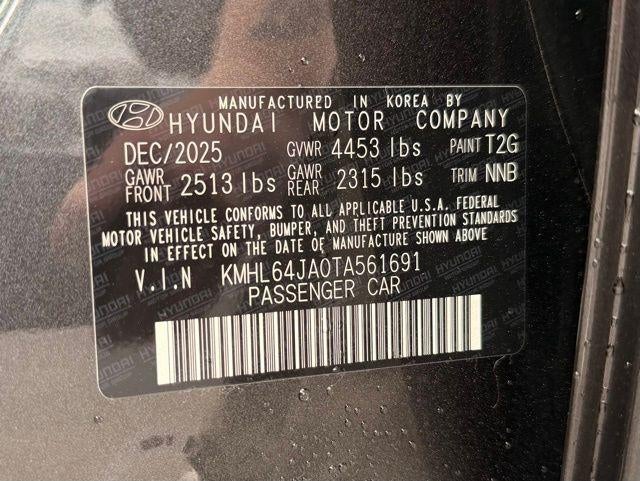 MANUFACTURED IN KOREA BY
HYUNDAI MOTOR COMPANY
DEC/2025 GVWR 4453 lbs PAINT T2G
GAWR FRONT 2513 lbs GAWR REAR 2315 lbs TRIM NNB
THIS VEHICLE CONFORMS TO ALL APPLICABLE U.S.A. FEDERAL
MOTOR VEHICLE SAFETY, BUMPER, AND THEFT PREVENTION STANDARDS
IN EFFECT ON THE DATE OF MANUFACTURE SHOWN ABOVE
V.I.N KMHL64JA0TA561691
PASSENGER CAR